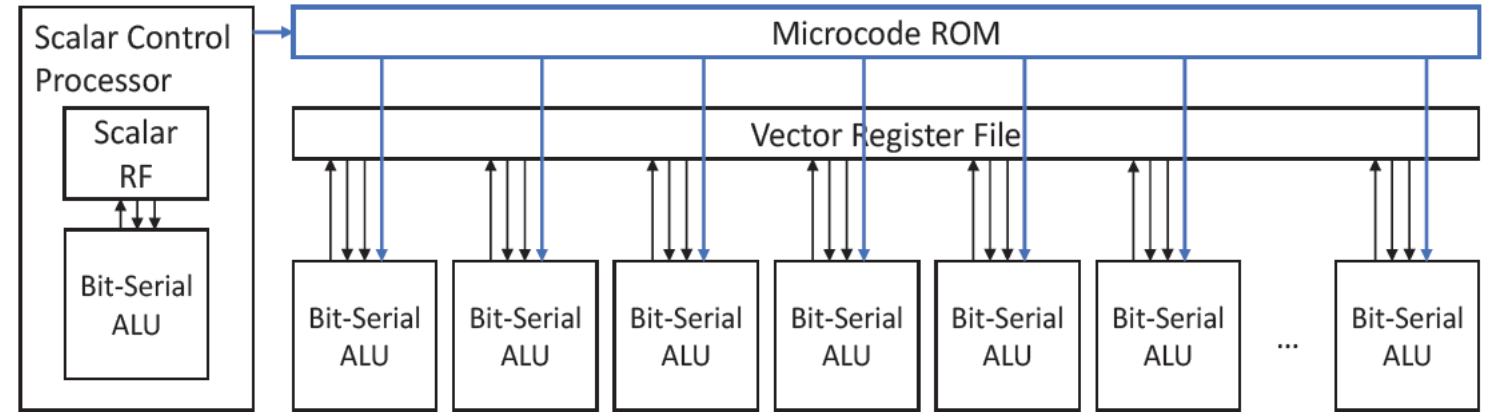 Scalar Control
Processor
Scalar
RF
Bit-Serial
ALU
Microcode ROM
Vector Register File
Bit-Serial
ALU
Bit-Serial
ALU
Bit-Serial
ALU
Bit-Serial
ALU
Bit-Serial
ALU
Bit-Serial
ALU
...
Bit-Serial
ALU